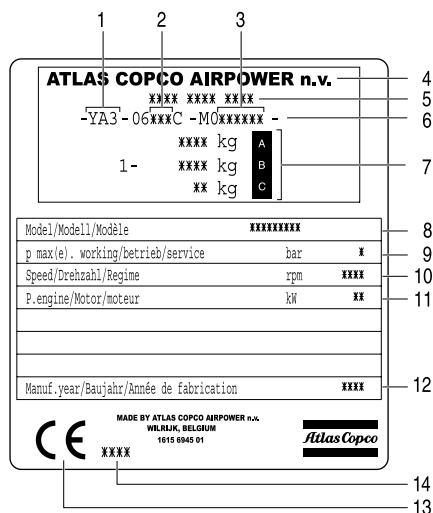 1 2 3
ATLAS COPCO AIRPOWER n.v. 4
**** **** **** 5
-YA3-06***C -M0****** - 6
**** kg A
1- **** kg B 7
** kg C
Model/Modell/Modèle ********* 8
p max(e). working/betrieb/service bar * 9
Speed/Drehzahl/Regime rpm **** 10
P.engine/Motor/moteur kW ** 11
Manuf.year/Baujahr/Année de fabrication **** 12
MADE BY ATLAS COPCO AIRPOWER n.v.
WILRIJK, BELGIUM
1615 6945 01
CE **** Atlas Copco
14
13